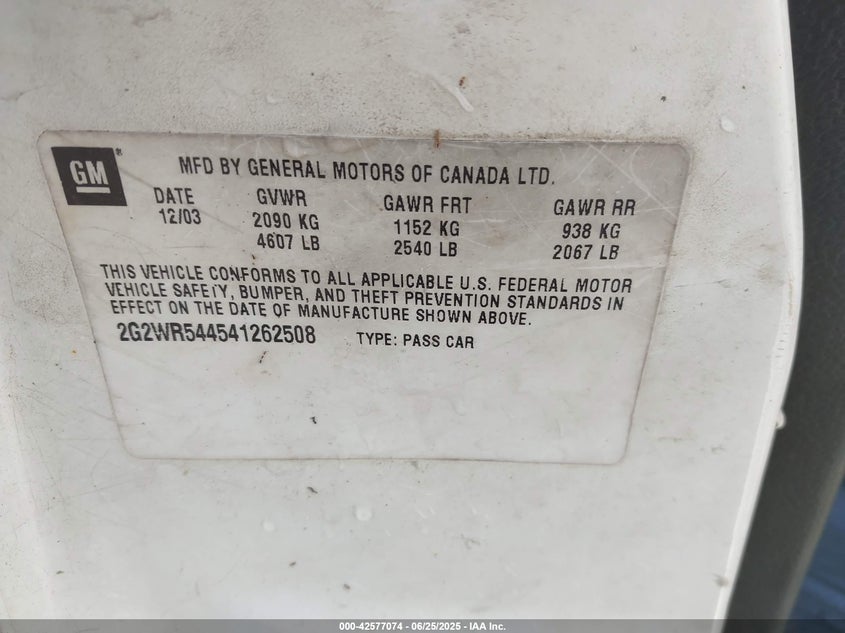 GM®
MFD BY GENERAL MOTORS OF CANADA LTD.
DATE GVWR GAWR FRT GAWR RR
12/03 2090 KG 1152 KG 938 KG
4607 LB 2540 LB 2067 LB
THIS VEHICLE CONFORMS TO ALL APPLICABLE U.S. FEDERAL MOTOR
VEHICLE SAFETY, BUMPER, AND THEFT PREVENTION STANDARDS IN
EFFECT ON THE DATE OF MANUFACTURE SHOWN ABOVE.
2G2WR544541262508 TYPE: PASS CAR
000-42577074 - 06/25/2025 - IAA Inc.